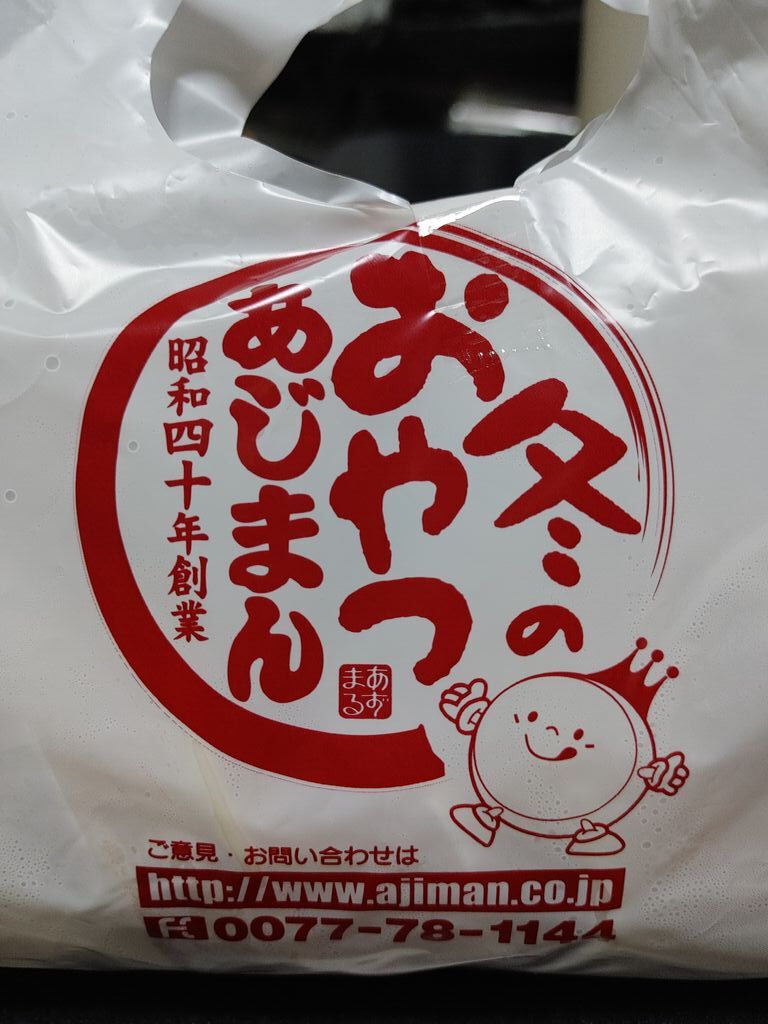 冬の
おやつ
あじまん
昭和四十年創業
あず
まる
ご意見・お問い合わせは
http://www.ajiman.co.jp
0077-78-1144